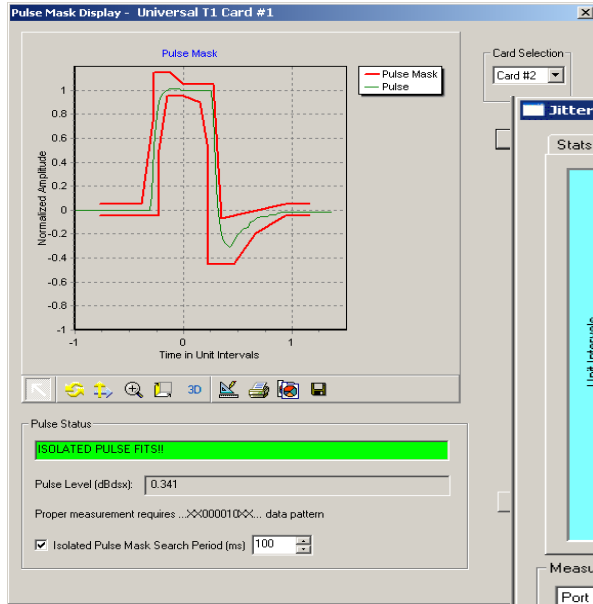 Pulse Mask Display - Universal T1 Card #1
Pulse Mask
Pulse Mask
Pulse
Card Selection
Card #2
1
0.8
0.6
0.4
0.2
0
-0.2
-0.4
-0.6
-0.8
-1
Normalized Amplitude
-1
0
1
Time in Unit Intervals
3D
Pulse Status
ISOLATED PULSE FITS!!
Pulse Level (dBdsx):
0.341
Proper measurement requires ...XX000010XX... data pattern
Isolated Pulse Mask Search Period (ms)
100
Jitter
Stats
Unit Intervals
Measu
Port